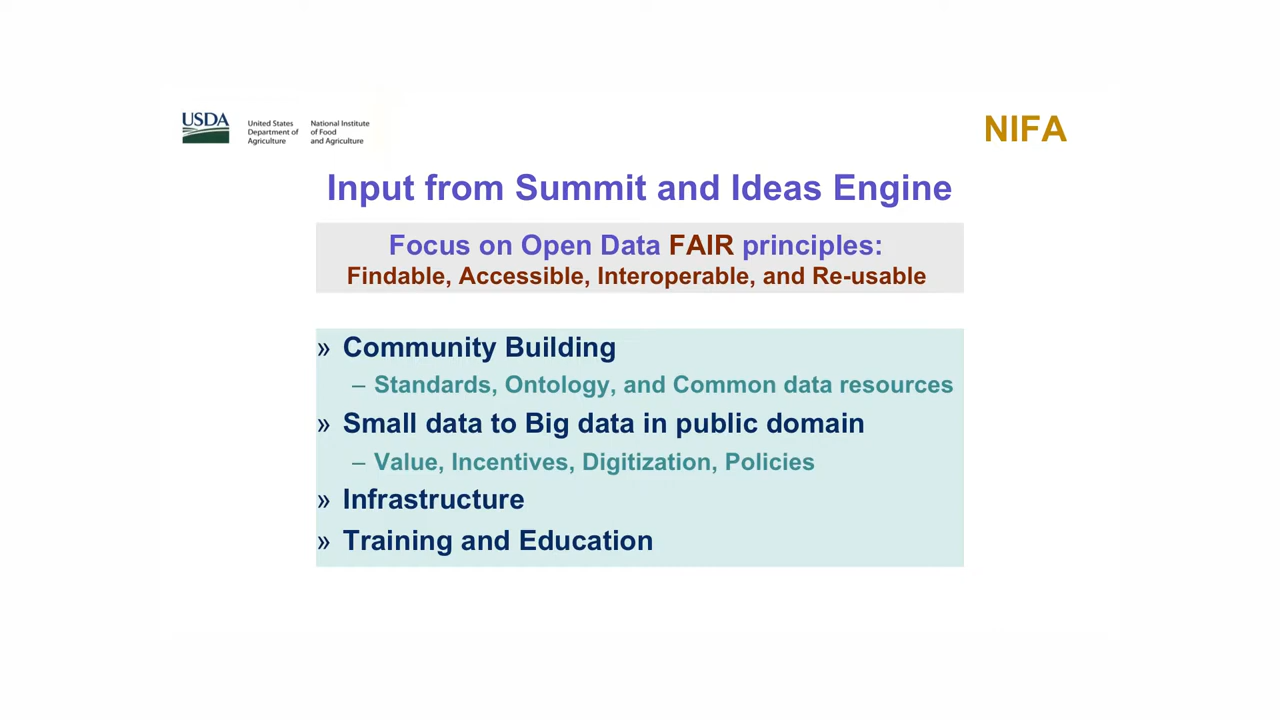 USDA
United States
Department of
Agriculture
National Institute
of Food
and Agriculture
NIFA
Input from Summit and Ideas Engine
Focus on Open Data FAIR principles:
Findable, Accessible, Interoperable, and Re-usable
» Community Building
– Standards, Ontology, and Common data resources
» Small data to Big data in public domain
– Value, Incentives, Digitization, Policies
» Infrastructure
» Training and Education